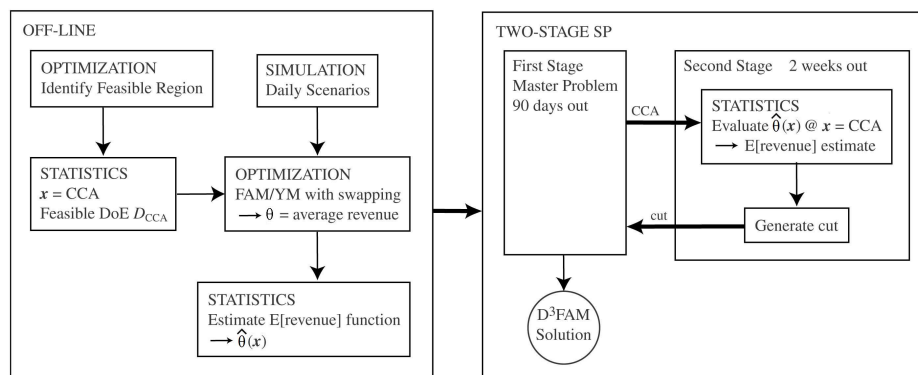 OFF-LINE
OPTIMIZATION
Identify Feasible Region
SIMULATION
Daily Scenarios
STATISTICS
x = CCA
Feasible DoE D_CCA
OPTIMIZATION
FAM/YM with swapping
→ θ = average revenue
STATISTICS
Estimate E[revenue] function
→ θ̂(x)
TWO-STAGE SP
First Stage
Master Problem
90 days out
CCA
cut
Second Stage 2 weeks out
STATISTICS
Evaluate θ̂(x) @ x = CCA
→ E[revenue] estimate
Generate cut
D³FAM
Solution